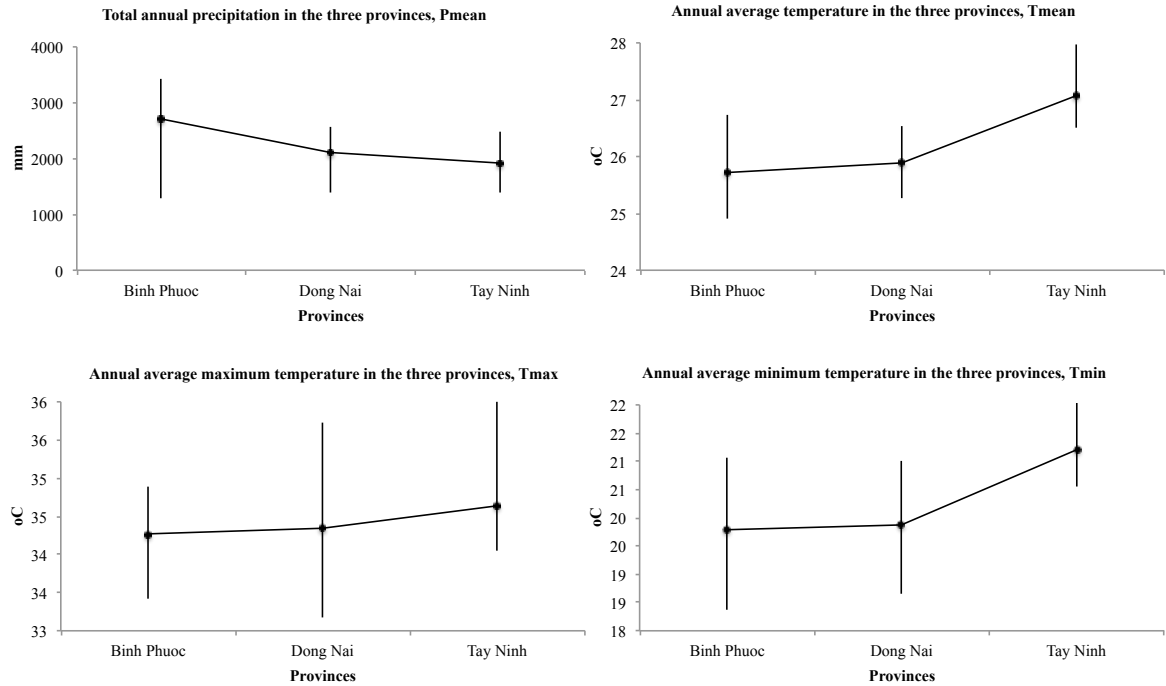 Total annual precipitation in the three provinces, Pmean
4000
3000
2000
1000
0
mm
Binh Phuoc Dong Nai Tay Ninh
Provinces
Annual average temperature in the three provinces, Tmean
28
27
26
25
24
oC
Binh Phuoc Dong Nai Tay Ninh
Provinces
Annual average maximum temperature in the three provinces, Tmax
36
36
35
35
34
34
33
oC
Binh Phuoc Dong Nai Tay Ninh
Provinces
Annual average minimum temperature in the three provinces, Tmin
22
22
21
21
20
20
19
19
18
oC
Binh Phuoc Dong Nai Tay Ninh
Provinces